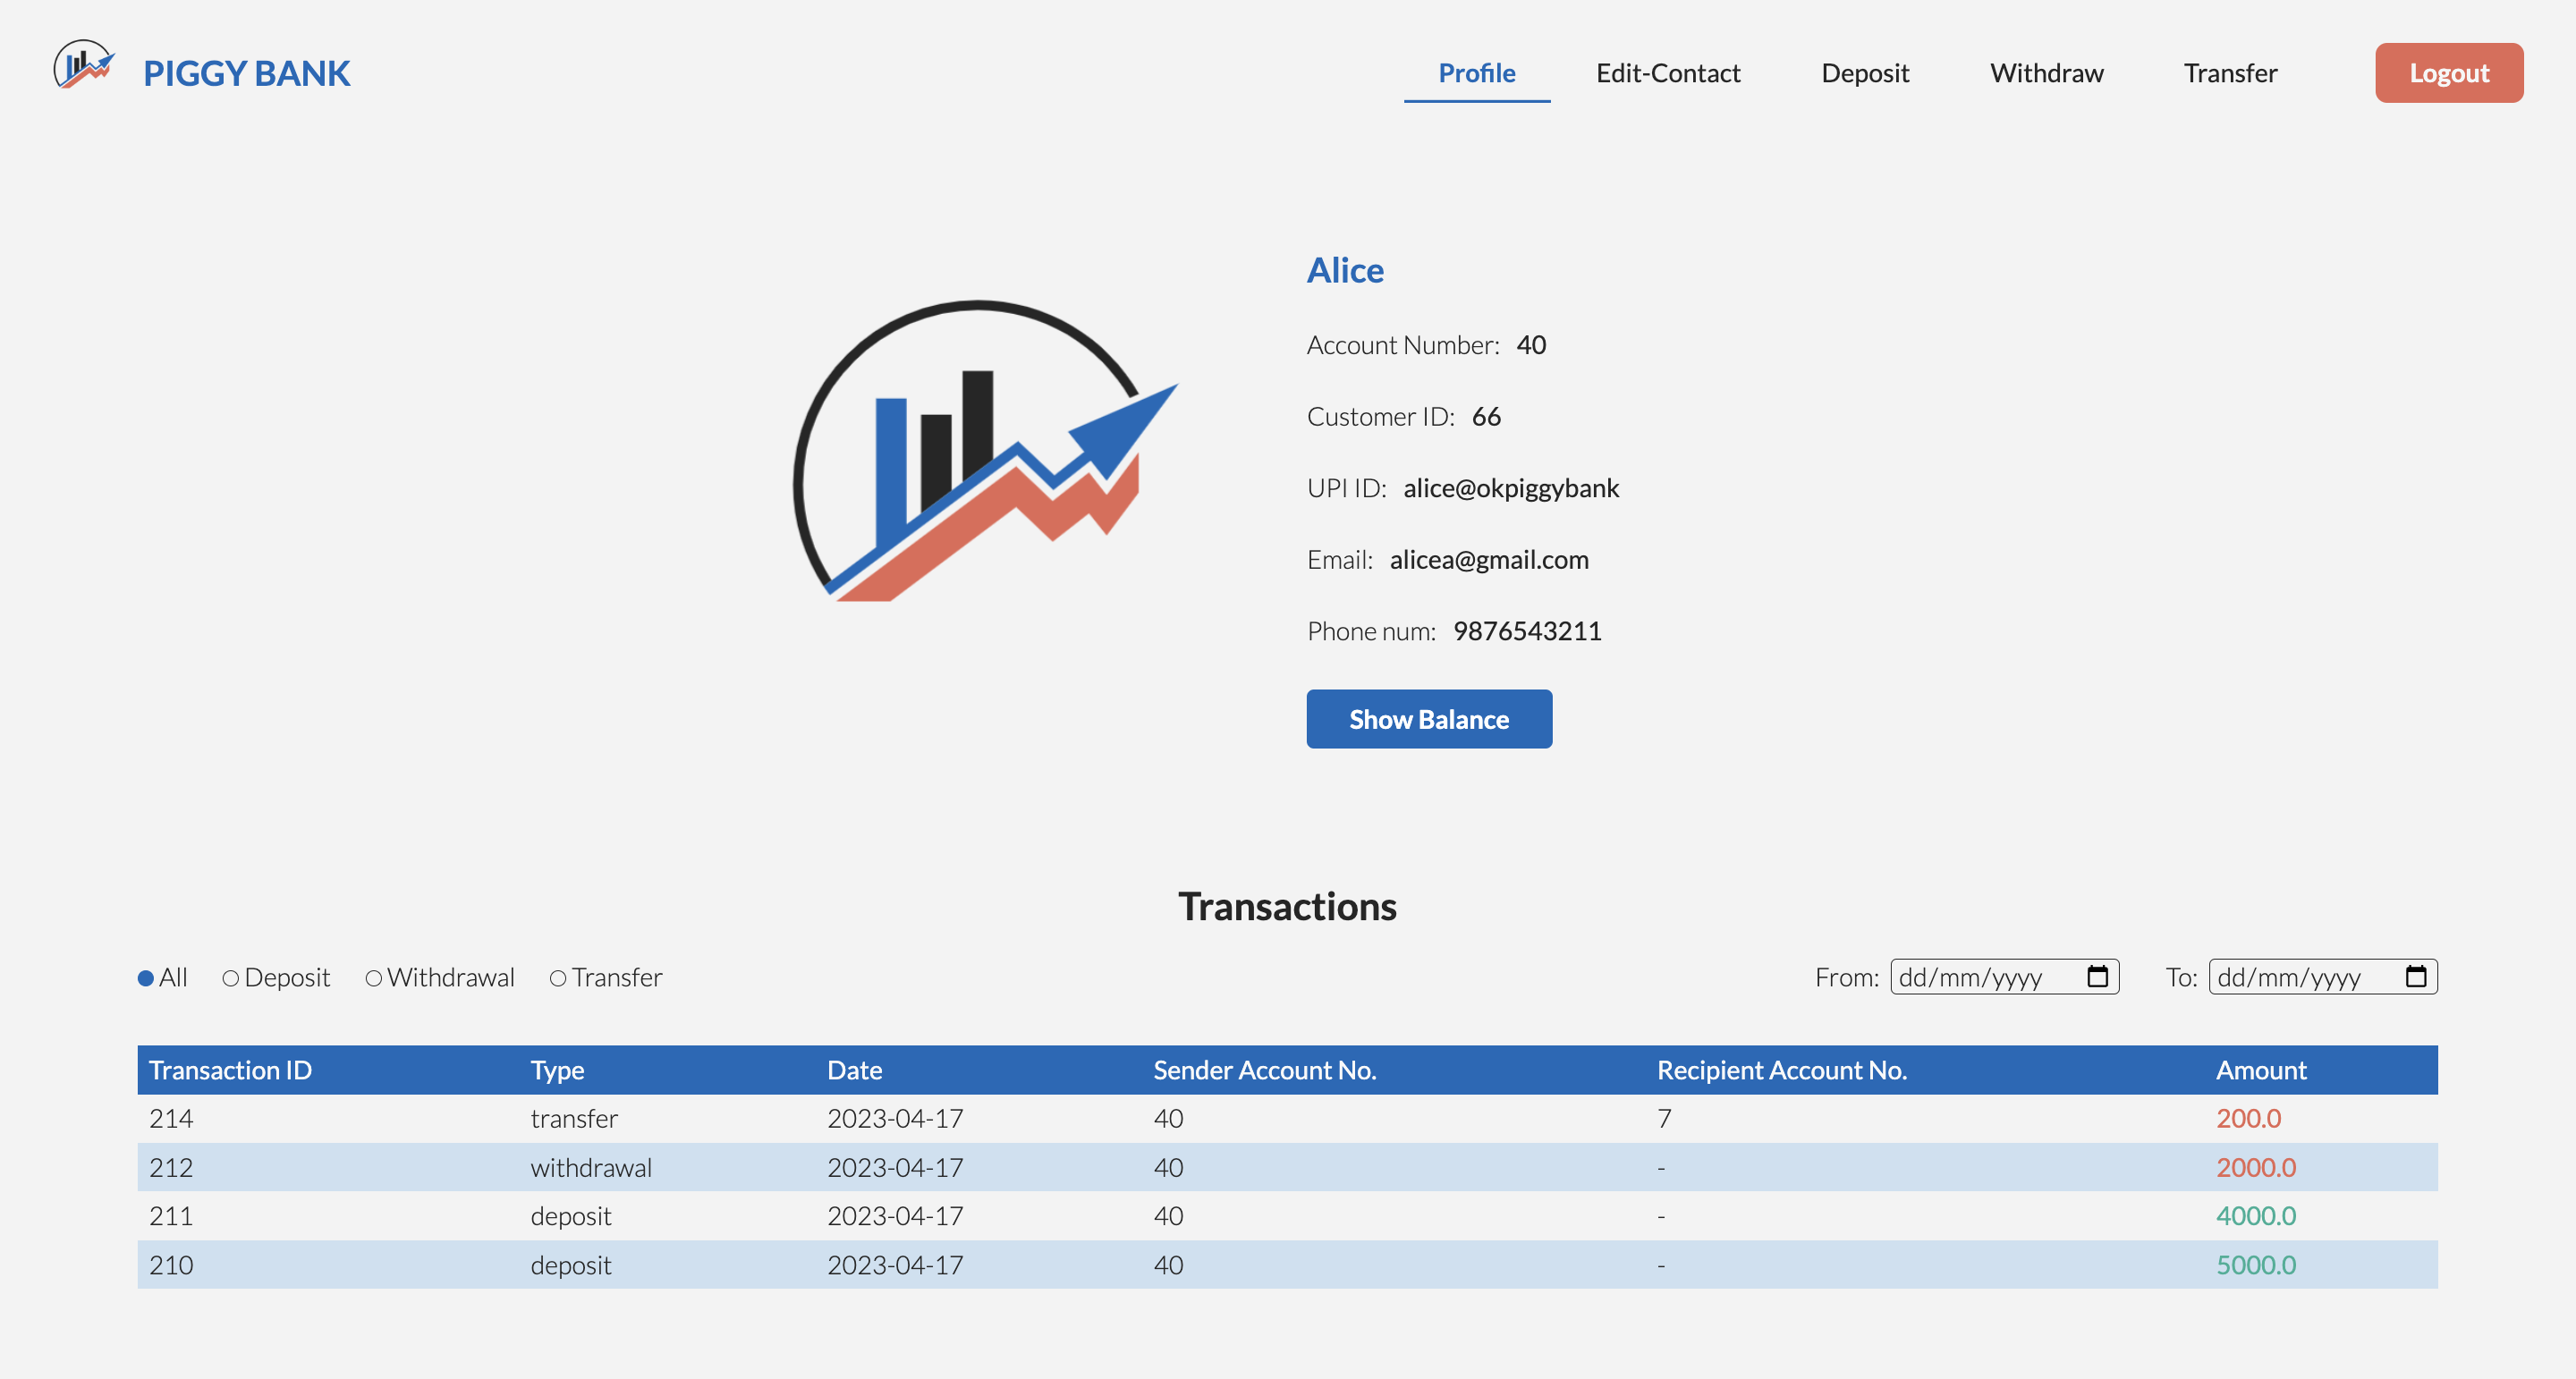 PIGGY BANK
Profile Edit-Contact Deposit Withdraw Transfer Logout
Alice
Account Number: 40
Customer ID: 66
UPI ID: alice@okpiggybank
Email: alicea@gmail.com
Phone num: 9876543211
Show Balance
Transactions
All Deposit Withdrawal Transfer From: dd/mm/yyyy To: dd/mm/yyyy
Transaction ID Type Date Sender Account No. Recipient Account No. Amount
214 transfer 2023-04-17 40 7 200.0
212 withdrawal 2023-04-17 40 - 2000.0
211 deposit 2023-04-17 40 - 4000.0
210 deposit 2023-04-17 40 - 5000.0